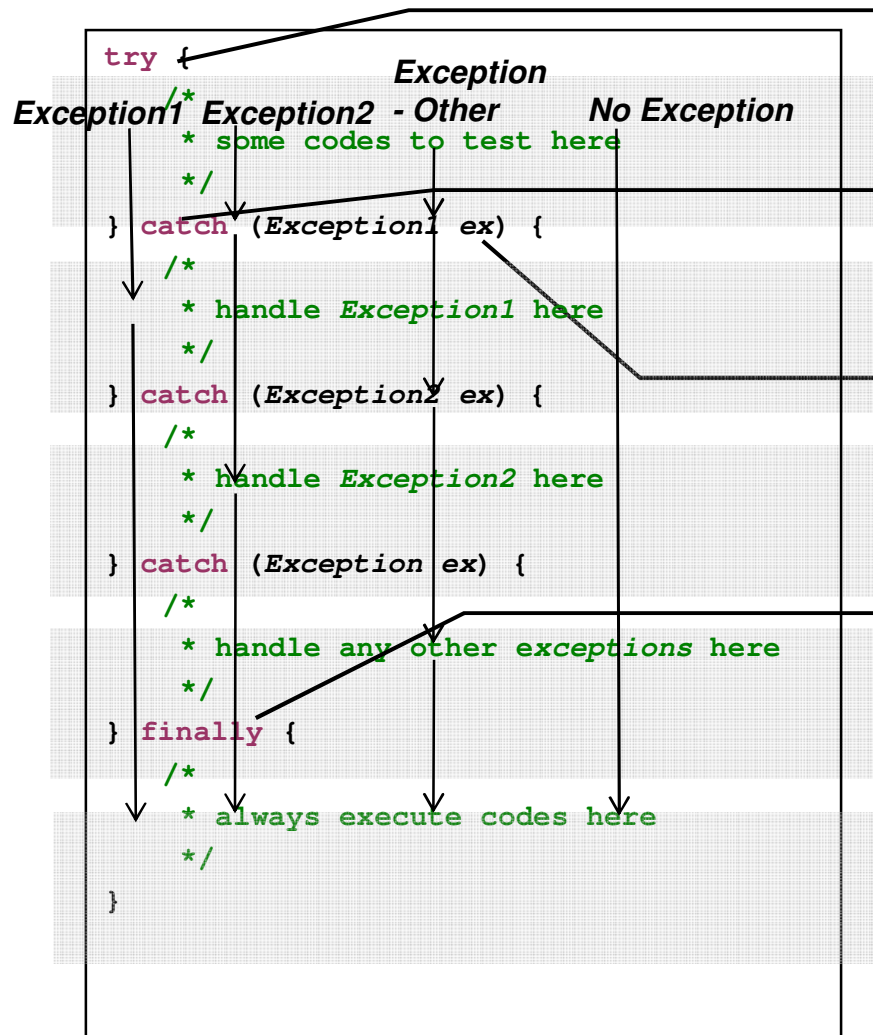 try {
Exception
/*
Exception1 Exception2 - Other No Exception
* some codes to test here
*/
} catch (Exception1 ex) {
/*
* handle Exception1 here
*/
} catch (Exception2 ex) {
/*
* handle Exception2 here
*/
} catch (Exception ex) {
/*
* handle any other exceptions here
*/
} finally {
/*
* always execute codes here
*/
}